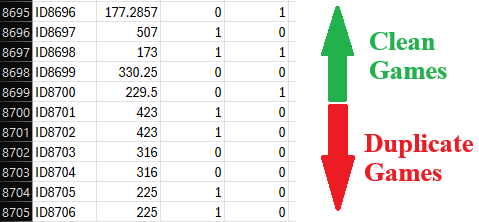 8695 ID8696 177.2857 0 1
8696 ID8697 507 1 0
8697 ID8698 173 1 1
8698 ID8699 330.25 0 0
8699 ID8700 229.5 0 1
8700 ID8701 423 1 0
8701 ID8702 423 1 0
8702 ID8703 316 0 0
8703 ID8704 316 0 0
8704 ID8705 225 1 0
8705 ID8706 225 1 0
Clean
Games
Duplicate
Games